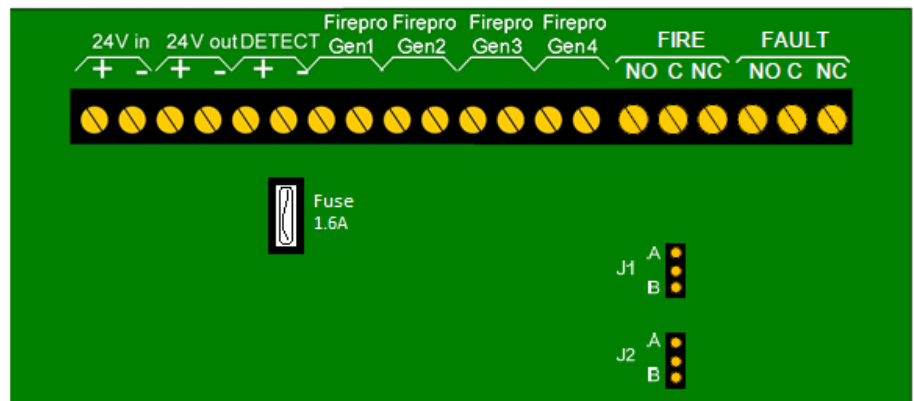 24V in 24V out DETECT Firepro Gen1 Firepro Gen2 Firepro Gen3 Firepro Gen4 FIRE FAULT
+ - + - + - NO C NC NO C NC
Fuse
1.6A
A
J1
B
A
J2
B